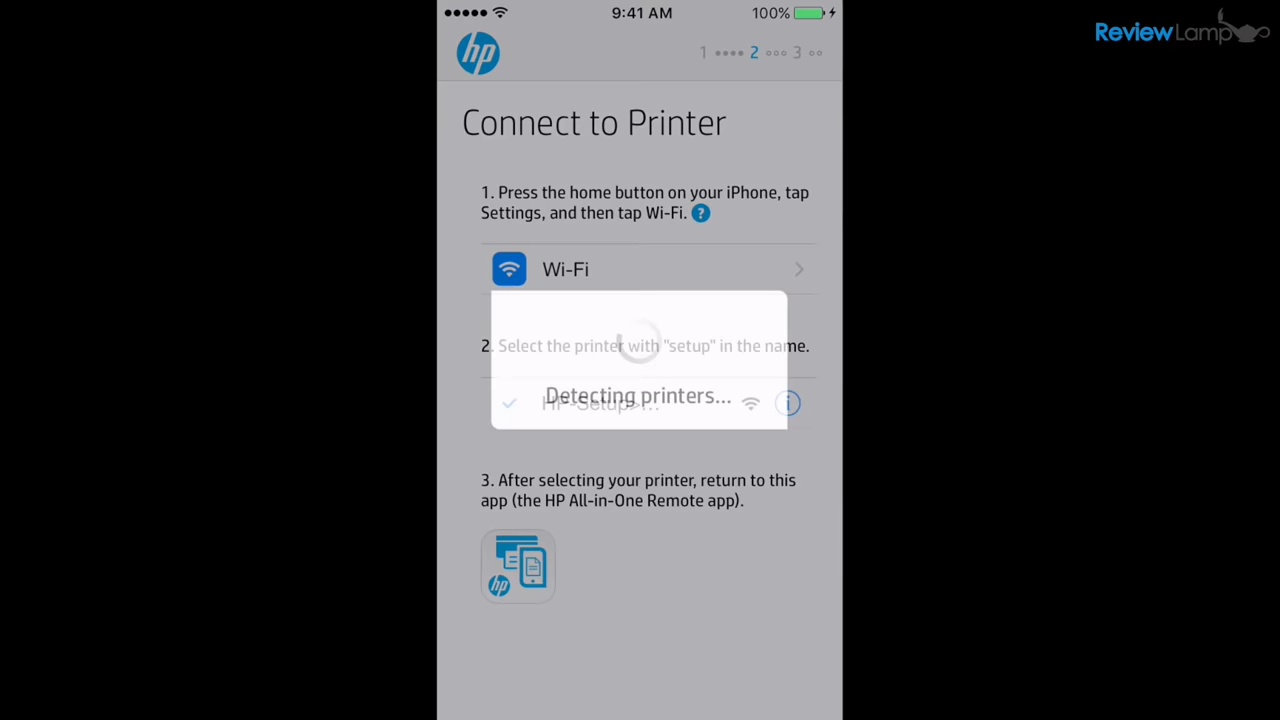 9:41 AM
100%
ReviewLamp
hp
1 2 3
Connect to Printer
1. Press the home button on your iPhone, tap
Settings, and then tap Wi-Fi. ?
Wi-Fi
2. Select the printer with "setup" in the name.
Detecting printers...
HP-Setup>... i
3. After selecting your printer, return to this
app (the HP All-in-One Remote app).
hp